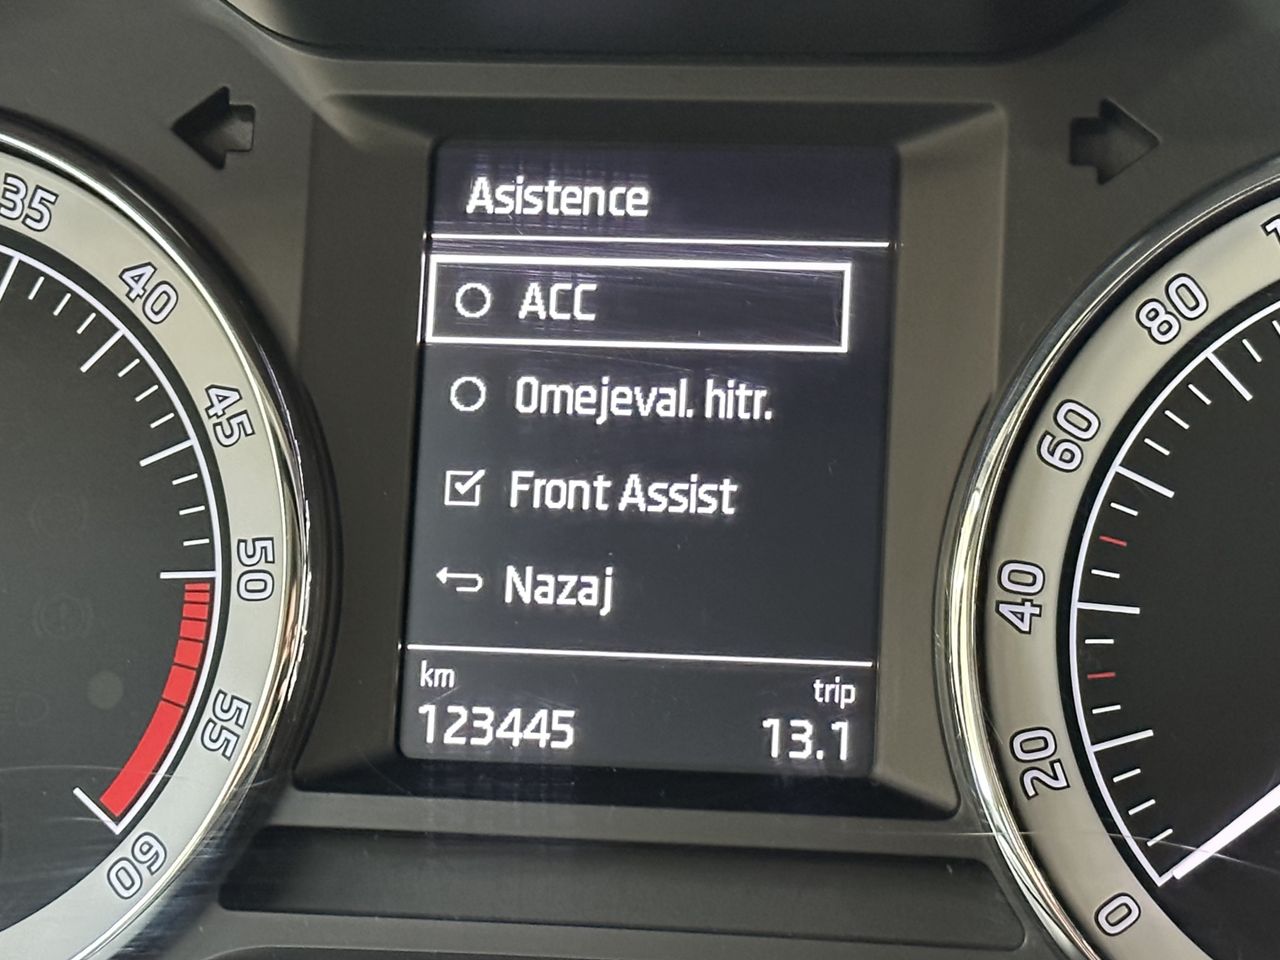 Asistence
ACC
Omejeval. hitr.
Front Assist
Nazaj
km
trip
123445
13.1
35
40
45
50
55
60
80
60
40
20
0